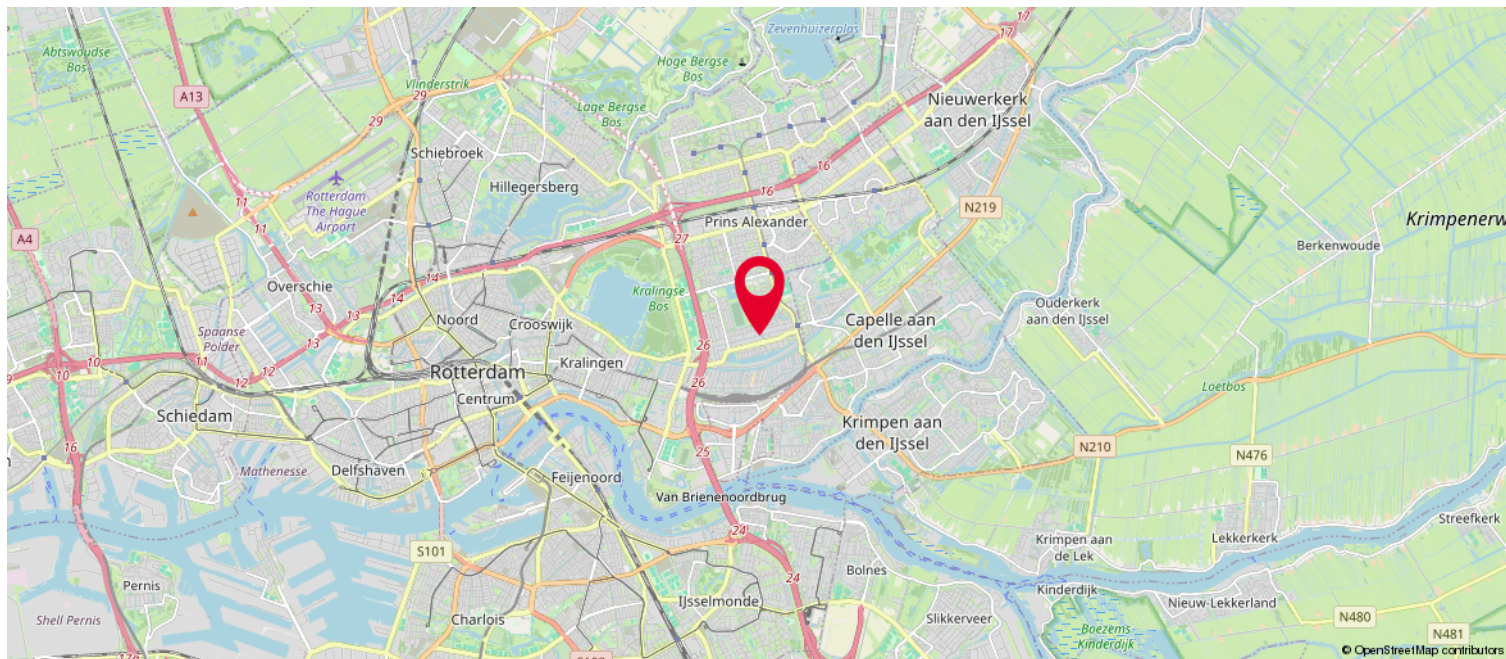 17
Abtswoudse
Bos
Zevenhuizerplas
17
Hoge Bergse
Bos
Vlinderstrik
A13
29
Lage Bergse
Bos
Nieuwerkerk
aan den IJssel
29
Schiebroek
16
Hillegersberg
16
Rotterdam
The Hague
Airport
11
11
A4
N219
Prins Alexander
27
Krimpenerw
Berkenwoude
14
Overschie
14
Kralingse
Bos
13
Ouderkerk
aan den IJssel
Noord
Crooswijk
Capelle aan
den IJssel
Spaanse
Polder
13
26
10
11
Kralingen
9
10
12
12
Rotterdam
26
Loetbos
Centrum
Schiedam
Krimpen aan
den IJssel
16
25
N210
N476
n
Mathenesse
Delfshaven
Feijenoord
Van Brienenoordbrug
24
Streefkerk
S101
Krimpen aan
de Lek
Lekkerkerk
24
Bolnes
Pernis
Kinderdijk
IJsselmonde
Nieuw-Lekkerland
Shell Pernis
Charlois
Slikkerveer
N480
Boezems
Kinderdijk
N481
© OpenStreetMap contributors